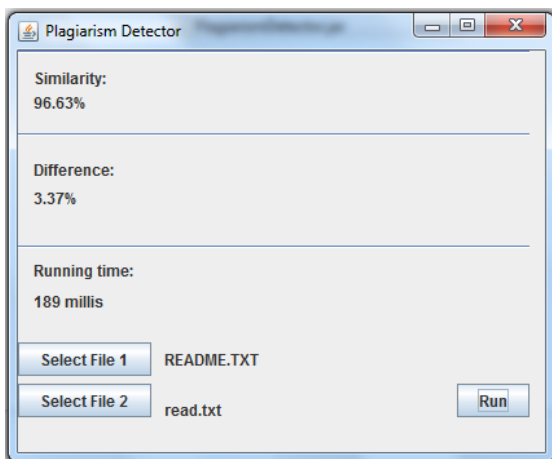 Plagiarism Detector
Similarity:
96.63%
Difference:
3.37%
Running time:
189 millis
Select File 1 README.TXT
Select File 2 read.txt
Run